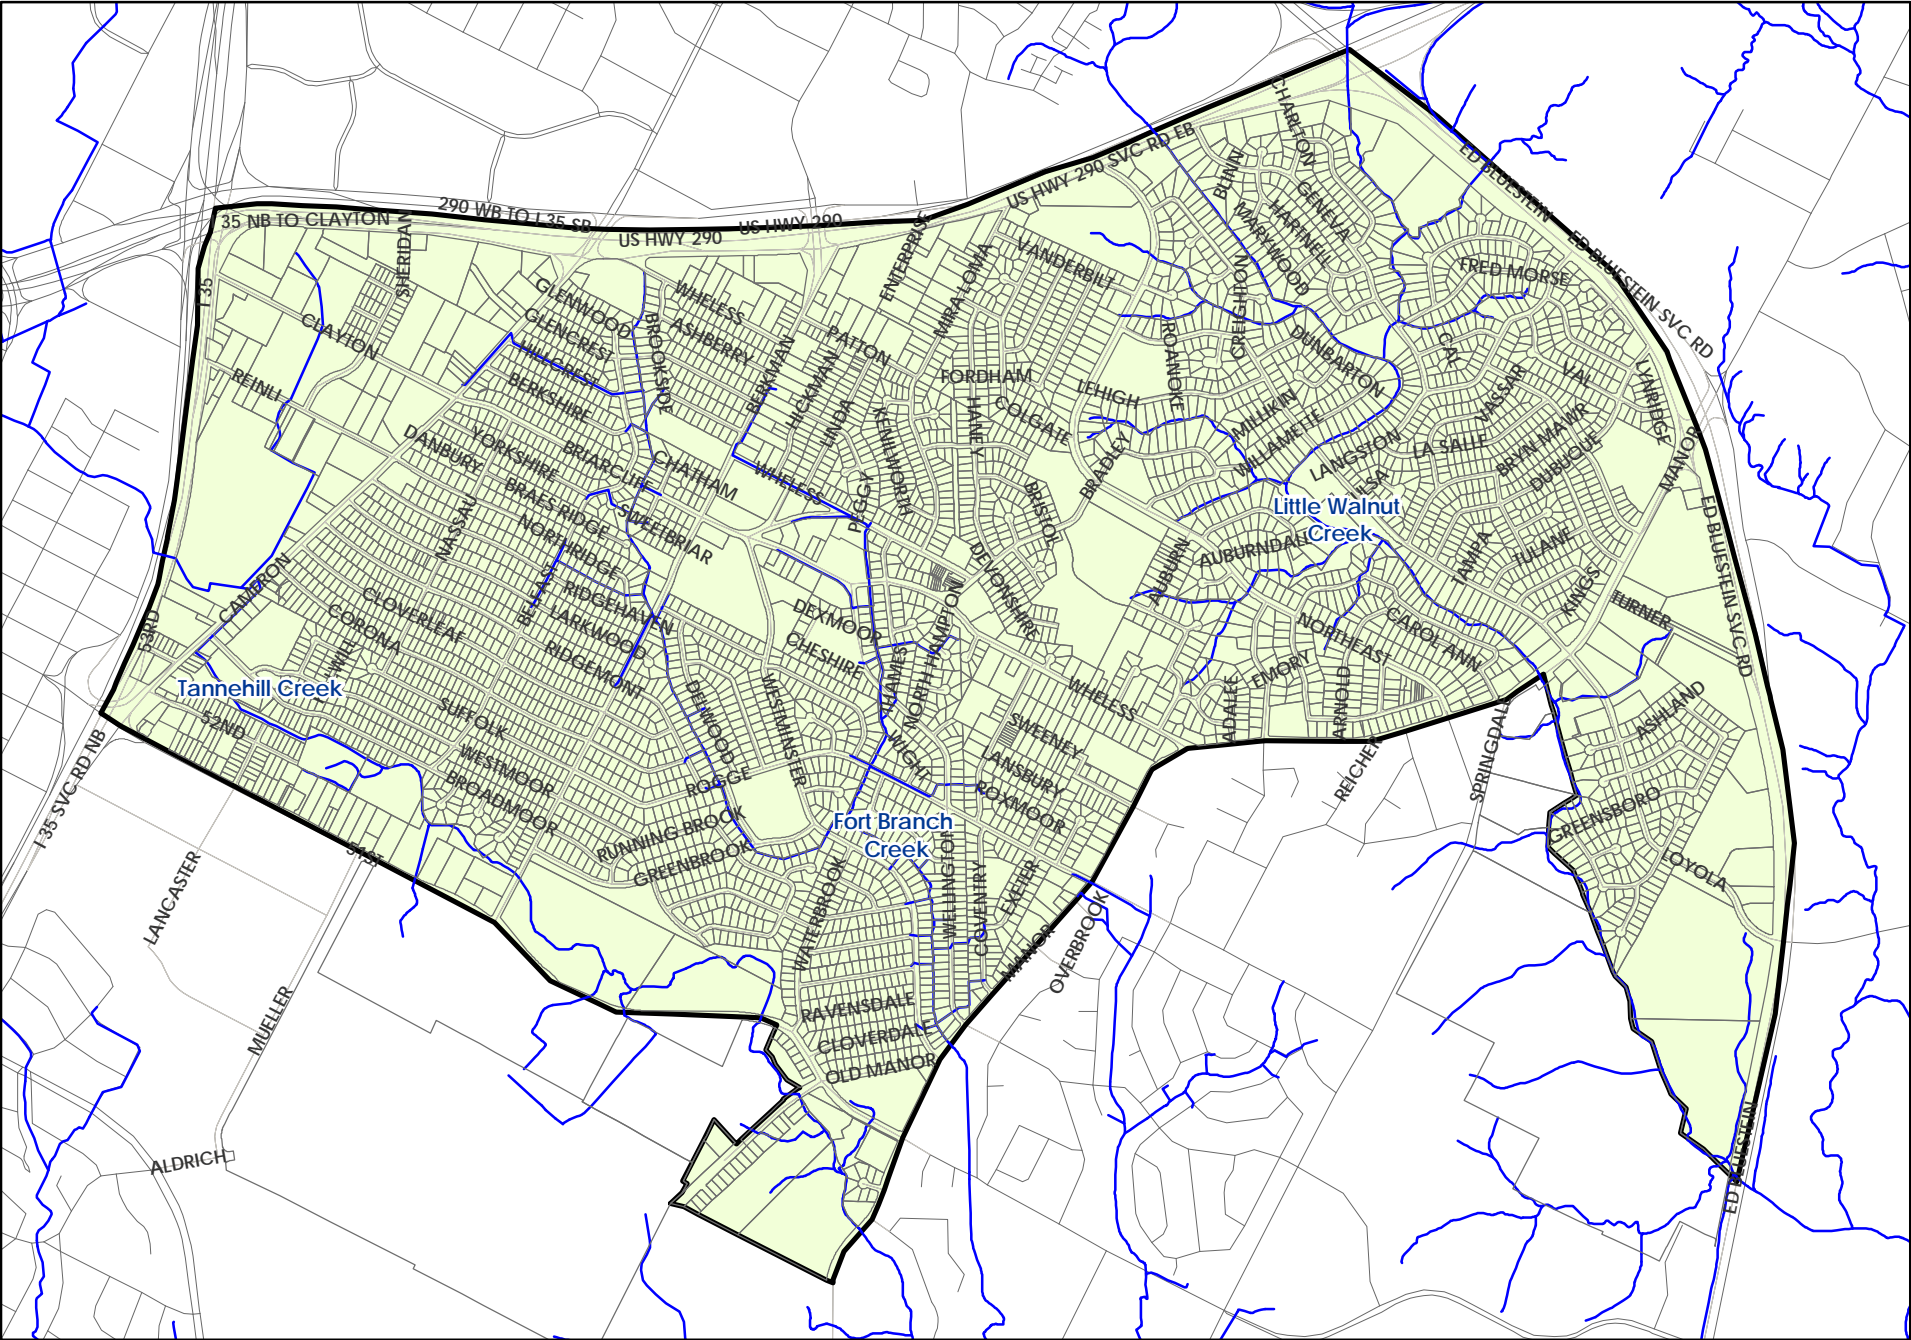 CHARLTON
US HWY 290 SVC RD EB
ED BLUESTEIN
BLINN
GENEVA
HARTNELL
MARYWOOD
290 WB TO I 35 SB
35 NB TO CLAYTON
SHERIDAN
US HWY 290
US HWY 290
ENTERPRISE
MIRA LOMA
VANDERBILT
CREIGHTON
FRED MORSE
ED BLUESTEIN SVC RD
I 35
CLAYTON
REINLI
GLENWOOD
GLENCREST
HILLCREST
BERKSHIRE
BROOKSIDE
WHELESS
ASHBERRY
BERKMAN
PATTON
HICKMAN
LINDA
FORDHAM
HANEY
COLGATE
LEHIGH
ROANOKE
DUNBARTON
CAL
VAL
LYNRIDGE
VASSAR
MILLIKIN
WILLAMETTE
LANGSTON
LA SALLE
BRYN MAWR
DUBUQUE
MANOR
DANBURY
YORKSHIRE
BRIARCLIFF
CHATHAM
WHELESS
KENILWORTH
PEGGY
BRISTOL
BRADLEY
TULSA
Little Walnut
Creek
BRAES RIDGE
SWEETBRIAR
NASSAU
NORTHRIDGE
DEVONSHIRE
AUBURN
AUBURNDALE
TAMPA
TULANE
KINGS
TURNER
ED BLUESTEIN SVC RD
CAMERON
53RD
CORONA
CLOVERLEAF
BELFAST
RIDGEHAVEN
LARKWOOD
RIDGEMONT
DEXMOOR
CHESHIRE
THAMES
NORTHHAMPTON
NORTHEAST
CAROL ANN
EMORY
ARNOLD
ADALEE
WHELESS
Tannehill Creek
52ND
SUFFOLK
WESTMOOR
BROADMOOR
DELWOOD
WESTMINSTER
ROGGE
WIGHT
SWEENEY
LANSBURY
ROXMOOR
REICHER
SPRINGDALE
ASHLAND
GREENSBORO
LOYOLA
I 35 SVC RD NB
LANCASTER
51ST
RUNNING BROOK
GREENBROOK
Fort Branch
Creek
WATERBROOK
WELLINGTON
COVENTRY
EXETER
MANOR
OVERBROOK
MUELLER
RAVENSDALE
CLOVERDALE
OLD MANOR
ALDRICH
ED BLUESTEIN